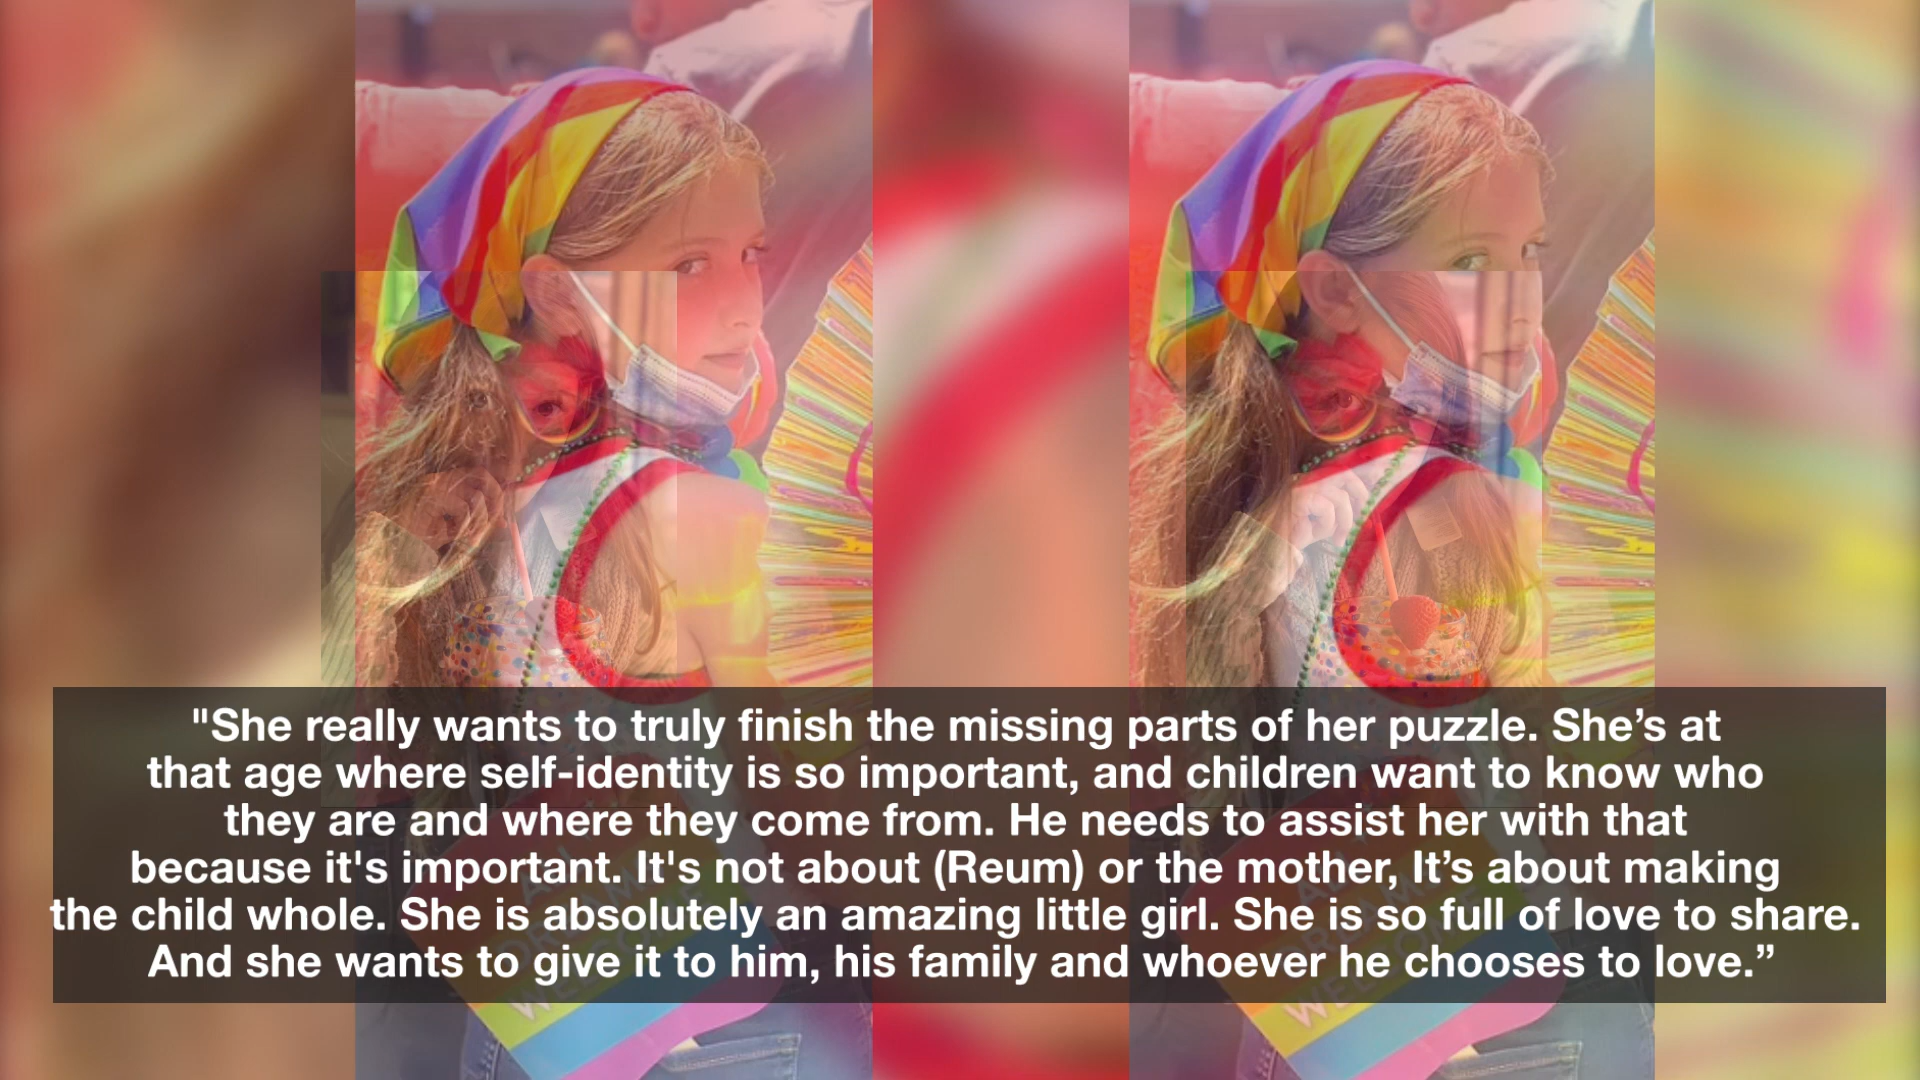 "She really wants to truly finish the missing parts of her puzzle. She’s at
that age where self-identity is so important, and children want to know who
they are and where they come from. He needs to assist her with that
because it's important. It's not about (Reum) or the mother, It’s about making
the child whole. She is absolutely an amazing little girl. She is so full of love to share.
And she wants to give it to him, his family and whoever he chooses to love.”
WELCOME
WELCOME